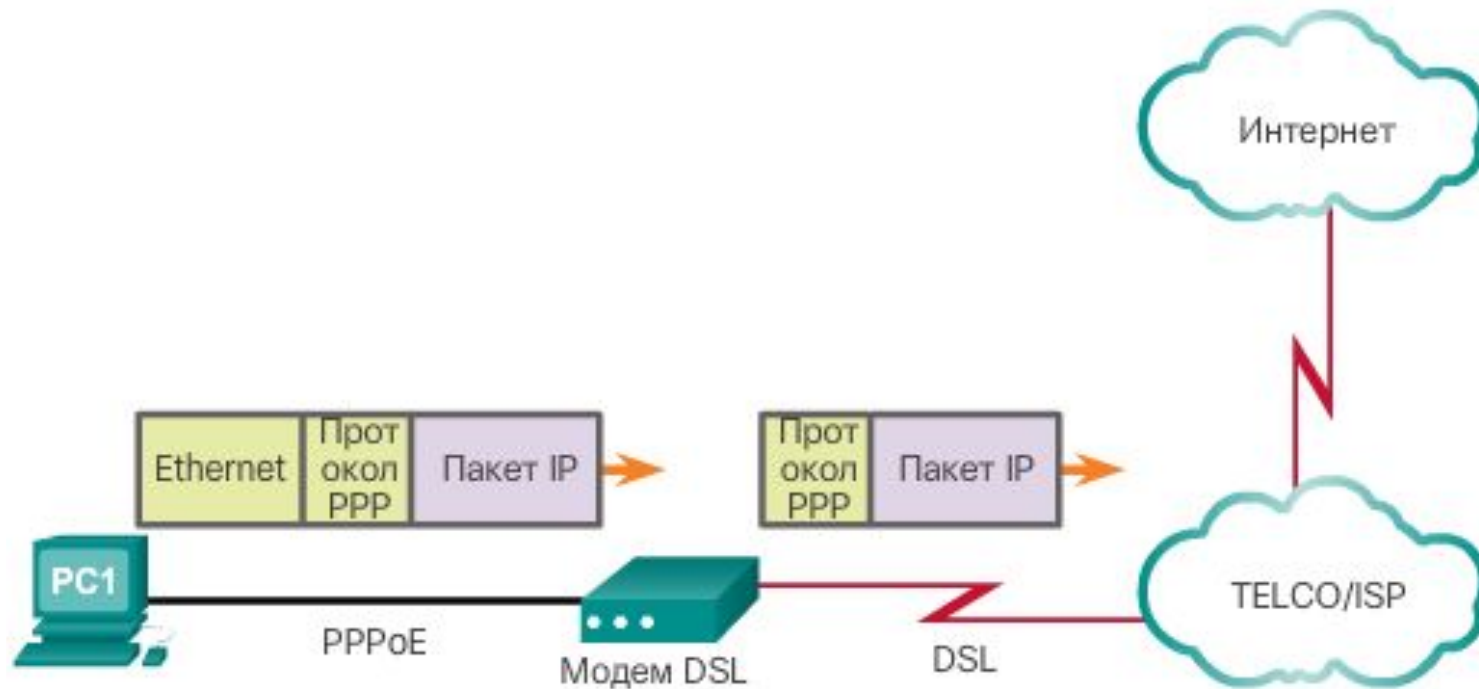 Интернет
Ethernet
Прот
окол
PPP
Пакет IP
Прот
окол
PPP
Пакет IP
PC1
PPPoE
Модем DSL
DSL
TELCO/ISP